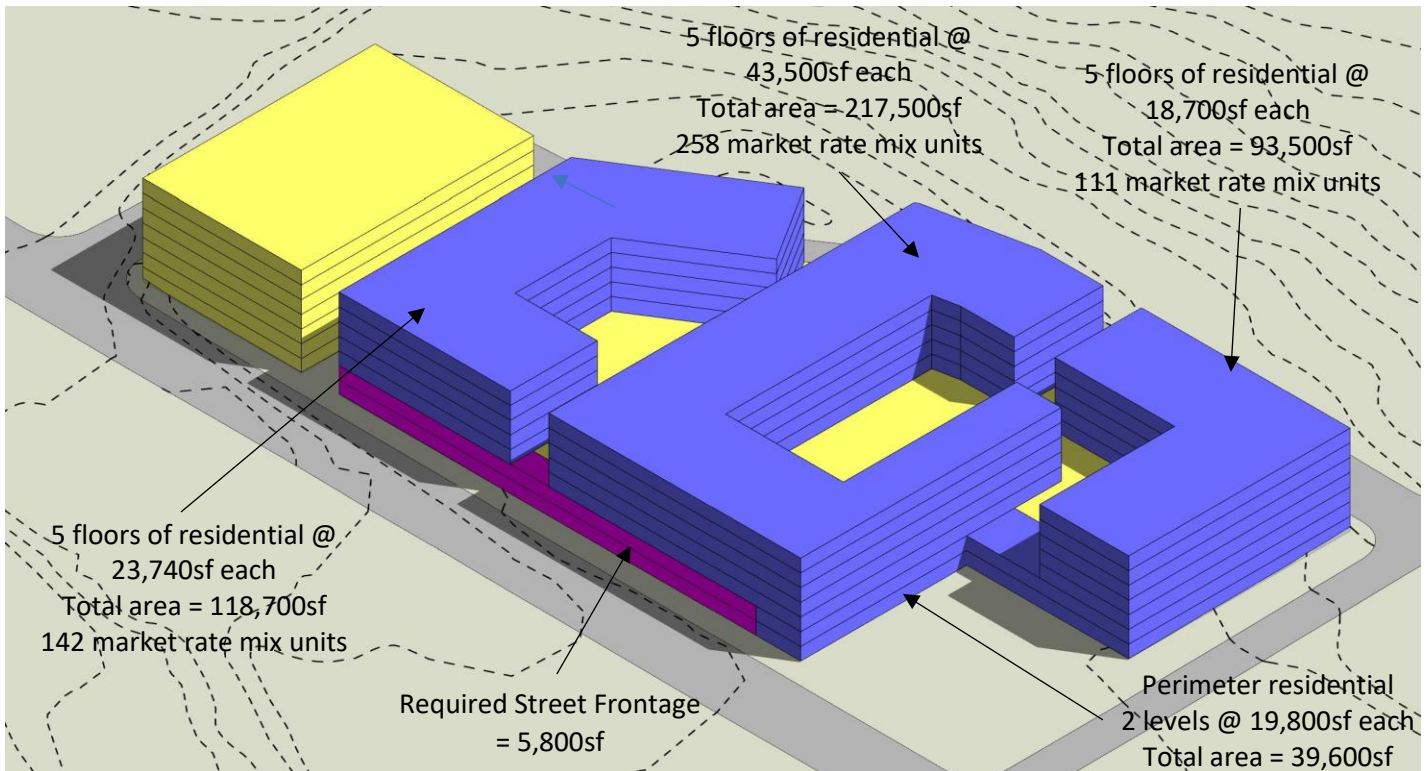 5 floors of residential @
43,500sf each
Total area = 217,500sf
258 market rate mix units
5 floors of residential @
18,700sf each
Total area = 93,500sf
111 market rate mix units
5 floors of residential @
23,740sf each
Total area = 118,700sf
142 market rate mix units
Required Street Frontage
= 5,800sf
Perimeter residential
2 levels @ 19,800sf each
Total area = 39,600sf